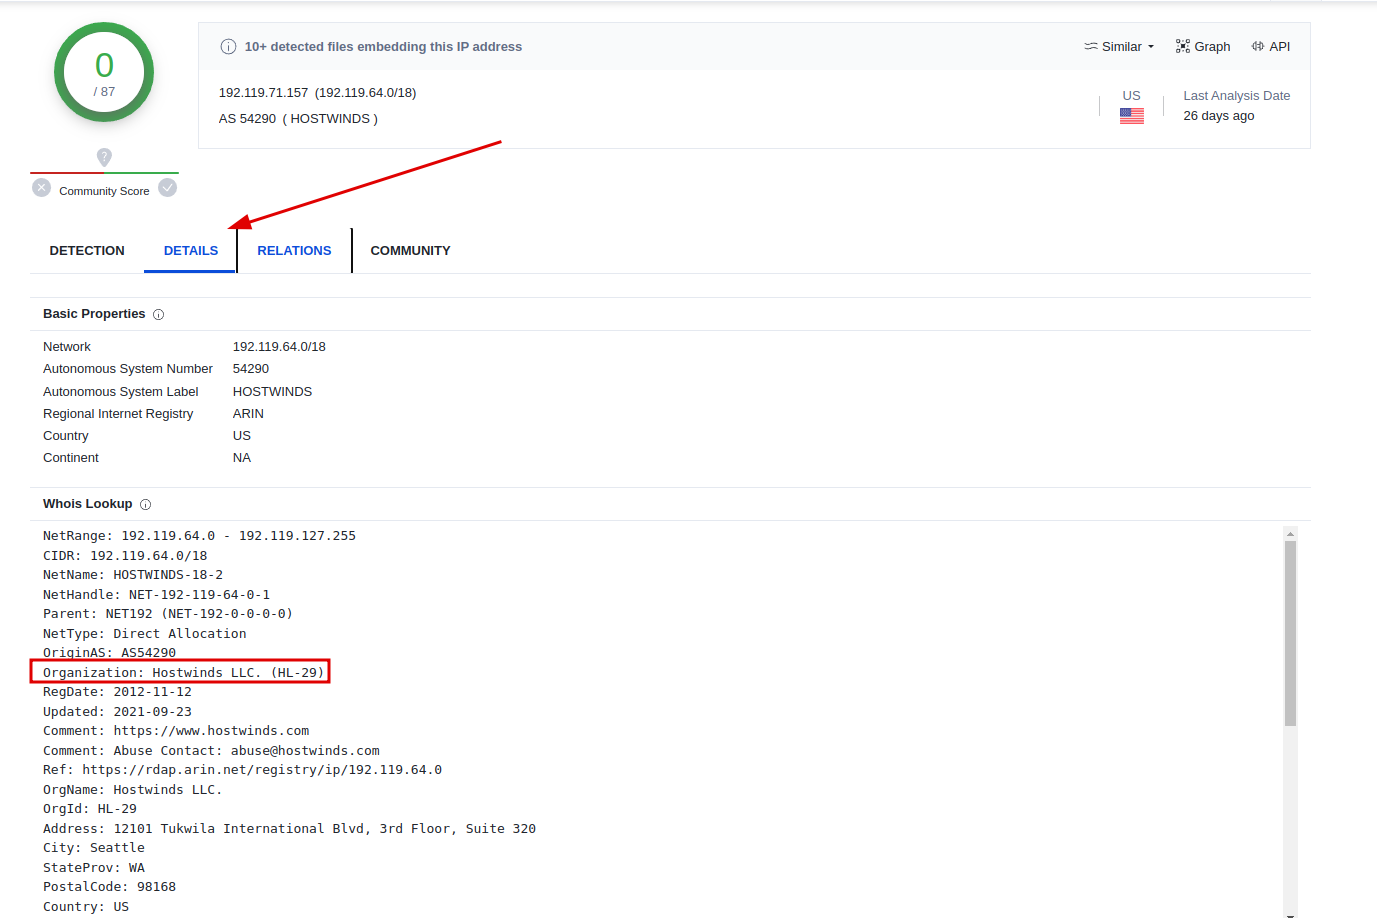 0
/ 87
?
Community Score
10+ detected files embedding this IP address
Similar
Graph
API
192.119.71.157 (192.119.64.0/18)
AS 54290 ( HOSTWINDS )
US
Last Analysis Date
26 days ago
DETECTION DETAILS RELATIONS COMMUNITY
Basic Properties
Network 192.119.64.0/18
Autonomous System Number 54290
Autonomous System Label HOSTWINDS
Regional Internet Registry ARIN
Country US
Continent NA
Whois Lookup
NetRange: 192.119.64.0 - 192.119.127.255
CIDR: 192.119.64.0/18
NetName: HOSTWINDS-18-2
NetHandle: NET-192-119-64-0-1
Parent: NET192 (NET-192-0-0-0-0)
NetType: Direct Allocation
OriginAS: AS54290
Organization: Hostwinds LLC. (HL-29)
RegDate: 2012-11-12
Updated: 2021-09-23
Comment: https://www.hostwinds.com
Comment: Abuse Contact: abuse@hostwinds.com
Ref: https://rdap.arin.net/registry/ip/192.119.64.0
OrgName: Hostwinds LLC.
OrgId: HL-29
Address: 12101 Tukwila International Blvd, 3rd Floor, Suite 320
City: Seattle
StateProv: WA
PostalCode: 98168
Country: US